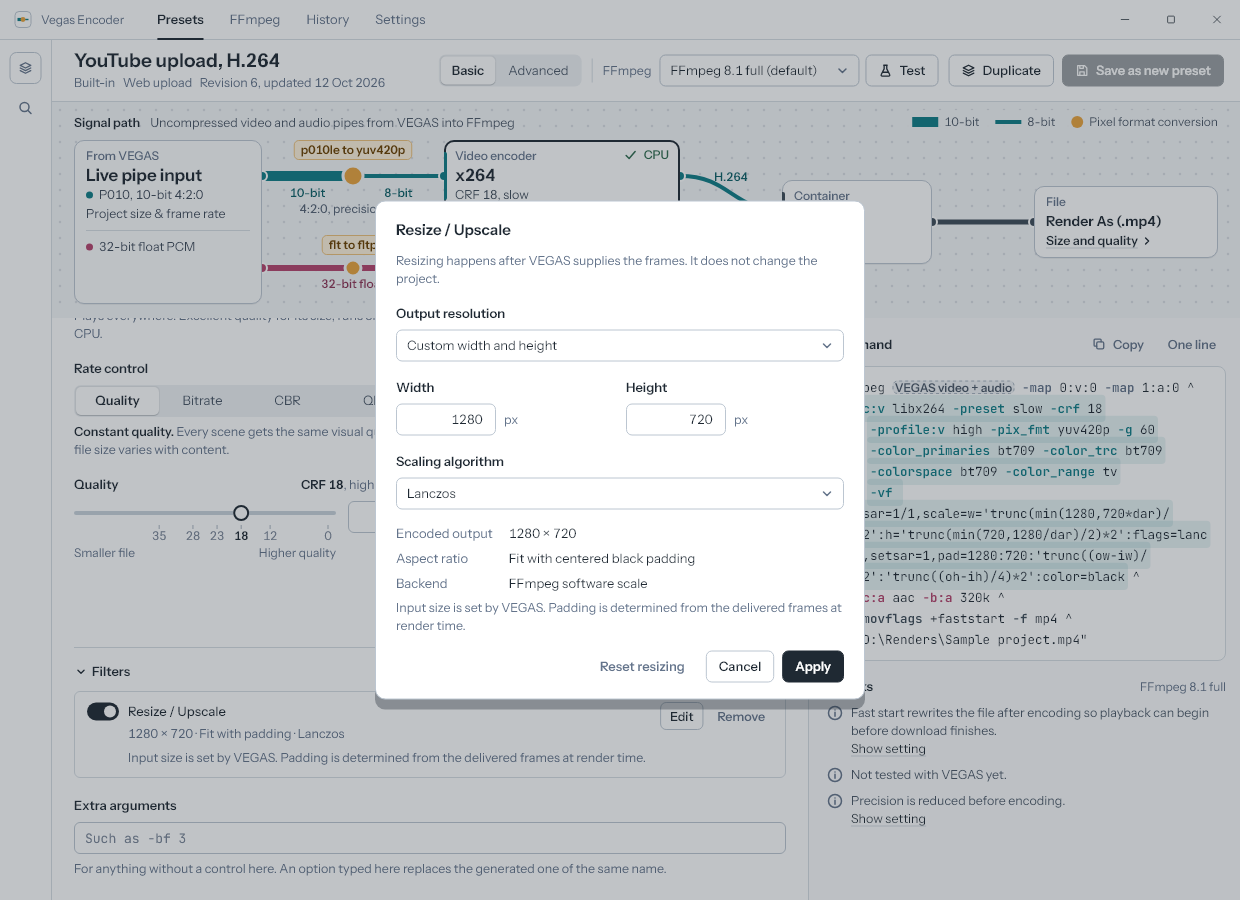 Vegas Encoder Presets FFmpeg History Settings
YouTube upload, H.264
Built-in Web upload Revision 6, updated 12 Oct 2026
Basic Advanced FFmpeg FFmpeg 8.1 full (default) Test Duplicate Save as new preset
Signal path Uncompressed video and audio pipes from VEGAS into FFmpeg
10-bit 8-bit Pixel format conversion
From VEGAS
Live pipe input
P010, 10-bit 4:2:0
Project size & frame rate
32-bit float PCM
p010le to yuv420p
10-bit 8-bit
4:2:0, precisio
flt to fltp
32-bit floa
Video encoder CPU
x264
CRF 18, slow
H.264
Container
File
Render As (.mp4)
Size and quality
CPU.
Rate control
Quality Bitrate CBR
Constant quality. Every scene gets the same visual q
file size varies with content.
Quality CRF 18, high
35 28 23 18 12 0
Smaller file Higher quality
Filters
Resize / Upscale Edit Remove
1280 × 720 · Fit with padding · Lanczos
Input size is set by VEGAS. Padding is determined from the delivered frames at render time.
Extra arguments
Such as -bf 3
For anything without a control here. An option typed here replaces the generated one of the same name.
Resize / Upscale
Resizing happens after VEGAS supplies the frames. It does not change the
project.
Output resolution
Custom width and height
Width Height
1280 px 720 px
Scaling algorithm
Lanczos
Encoded output 1280 × 720
Aspect ratio Fit with centered black padding
Backend FFmpeg software scale
Input size is set by VEGAS. Padding is determined from the delivered frames at
render time.
Reset resizing Cancel Apply
mand Copy One line
peg VEGAS video + audio -map 0:v:0 -map 1:a:0 ^
c:v libx264 -preset slow -crf 18
-profile:v high -pix_fmt yuv420p -g 60
-color_primaries bt709 -color_trc bt709
-colorspace bt709 -color_range tv
-vf
sar=1/1,scale=w='trunc(min(1280,720*dar)/
2)*2':h='trunc(min(720,1280/dar)/2)*2':flags=lanc
,setsar=1,pad=1280:720:'trunc((ow-iw)/
2':'trunc((oh-ih)/4)*2':color=black ^
c:a aac -b:a 320k ^
movflags +faststart -f mp4 ^
D:\Renders\Sample project.mp4"
FFmpeg 8.1 full
Fast start rewrites the file after encoding so playback can begin
before download finishes.
Show setting
Not tested with VEGAS yet.
Precision is reduced before encoding.
Show setting